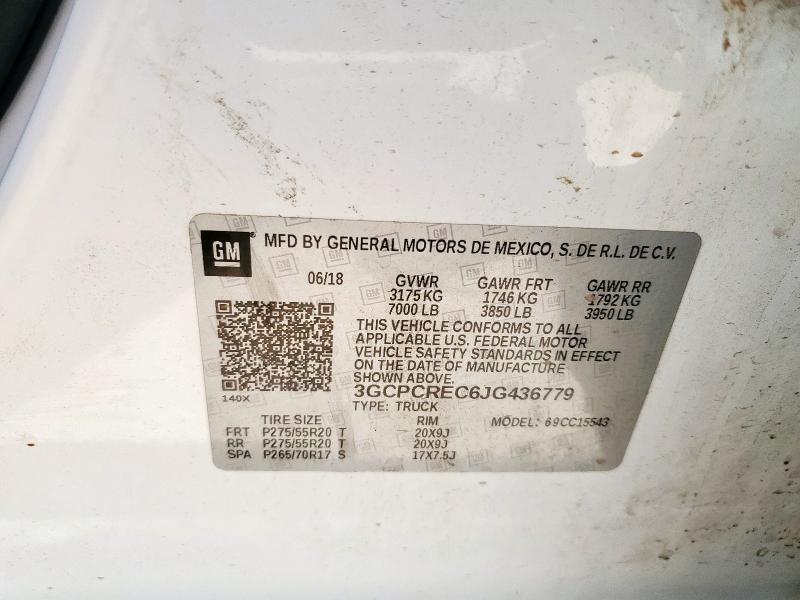 GM MFD BY GENERAL MOTORS DE MEXICO, S. DE R.L. DE C.V.
06/18 GVWR GAWR FRT GAWR RR
3175 KG 1746 KG 1792 KG
7000 LB 3850 LB 3950 LB
THIS VEHICLE CONFORMS TO ALL
APPLICABLE U.S. FEDERAL MOTOR
VEHICLE SAFETY STANDARDS IN EFFECT
ON THE DATE OF MANUFACTURE
SHOWN ABOVE.
140X 3GCPCREC6JG436779
TYPE: TRUCK
TIRE SIZE RIM MODEL: 69CC15543
FRT P275/55R20 T 20X9J
RR P275/55R20 T 20X9J
SPA P265/70R17 S 17X7.5J